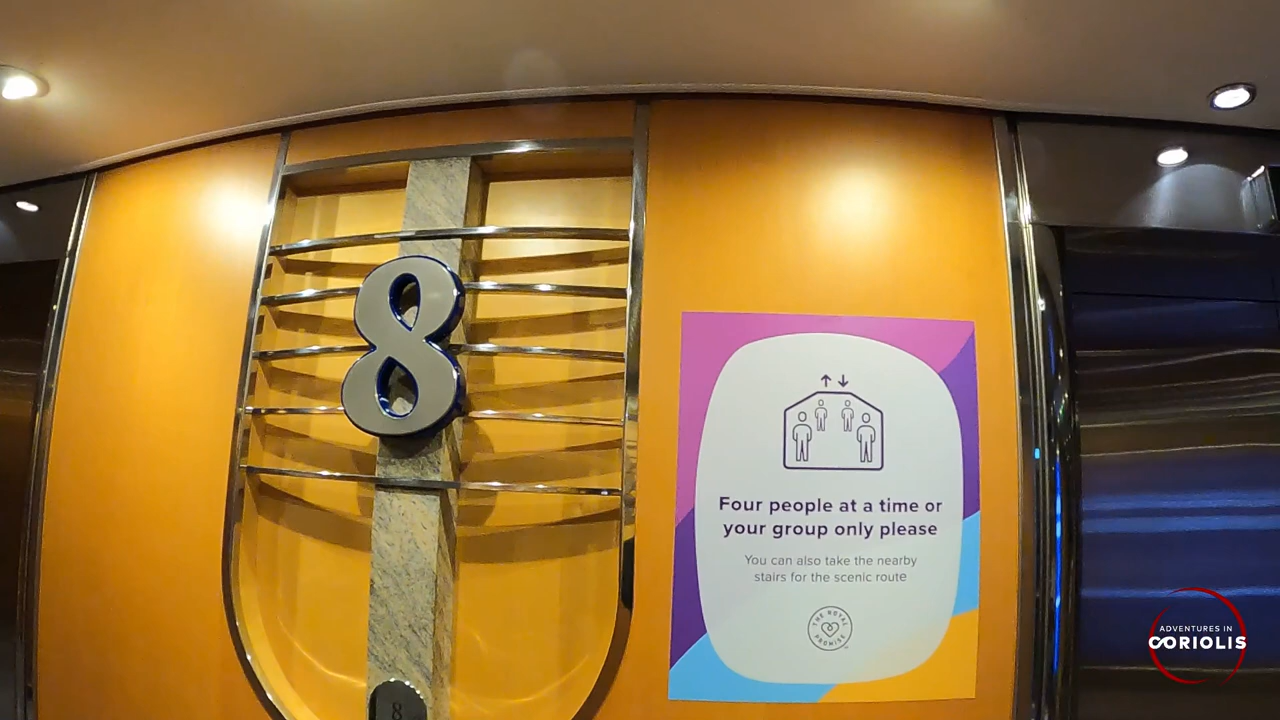 8
Four people at a time or
your group only please
You can also take the nearby
stairs for the scenic route
THE ROYAL
PROMISE
8
ADVENTURES IN
CORIOLIS